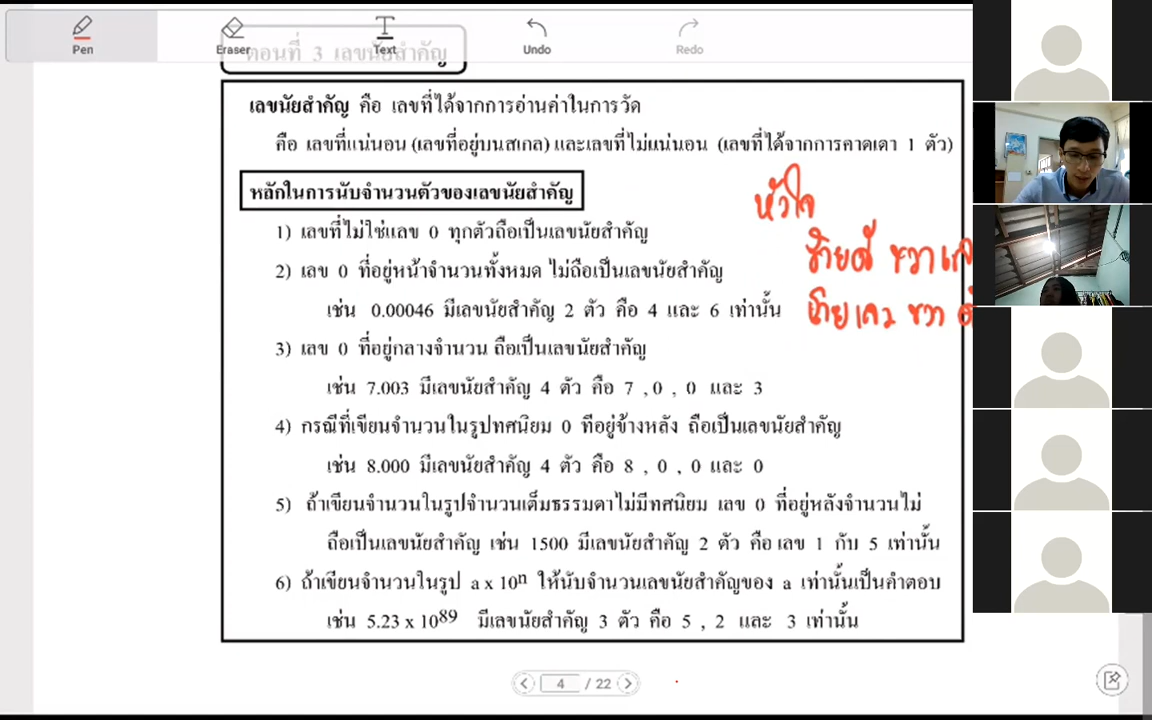 Pen
Eraser
Text
Undo
Redo
ตอนที่ 3 เลขนัยสำคัญ
เลขนัยสำคัญ คือ เลขที่ได้จากการอ่านค่าในการวัด
คือ เลขที่แน่นอน (เลขที่อยู่บนสเกล) และเลขที่ไม่แน่นอน (เลขที่ได้จากการคาดเดา 1 ตัว)
หลักในการนับจำนวนตัวของเลขนัยสำคัญ
หัวใจ
1) เลขที่ไม่ใช่เลข 0 ทุกตัวถือเป็นเลขนัยสำคัญ
ซ้ายดี ขวา
2) เลข 0 ที่อยู่หน้าจำนวนทั้งหมด ไม่ถือเป็นเลขนัยสำคัญ
เช่น 0.00046 มีเลขนัยสำคัญ 2 ตัว คือ 4 และ 6 เท่านั้น
ซ้าย เลว ขวา
3) เลข 0 ที่อยู่กลางจำนวน ถือเป็นเลขนัยสำคัญ
เช่น 7.003 มีเลขนัยสำคัญ 4 ตัว คือ 7 , 0 , 0 และ 3
4) กรณีที่เขียนจำนวนในรูปทศนิยม 0 ทีอยู่ข้างหลัง ถือเป็นเลขนัยสำคัญ
เช่น 8.000 มีเลขนัยสำคัญ 4 ตัว คือ 8 , 0 , 0 และ 0
5) ถ้าเขียนจำนวนในรูปจำนวนเต็มธรรมดาไม่มีทศนิยม เลข 0 ที่อยู่หลังจำนวนไม่
ถือเป็นเลขนัยสำคัญ เช่น 1500 มีเลขนัยสำคัญ 2 ตัว คือ เลข 1 กับ 5 เท่านั้น
6) ถ้าเขียนจำนวนในรูป a x 10ⁿ ให้นับจำนวนเลขนัยสำคัญของ a เท่านั้นเป็นคำตอบ
เช่น 5.23 x 10⁸⁹ มีเลขนัยสำคัญ 3 ตัว คือ 5 , 2 และ 3 เท่านั้น
4 / 22